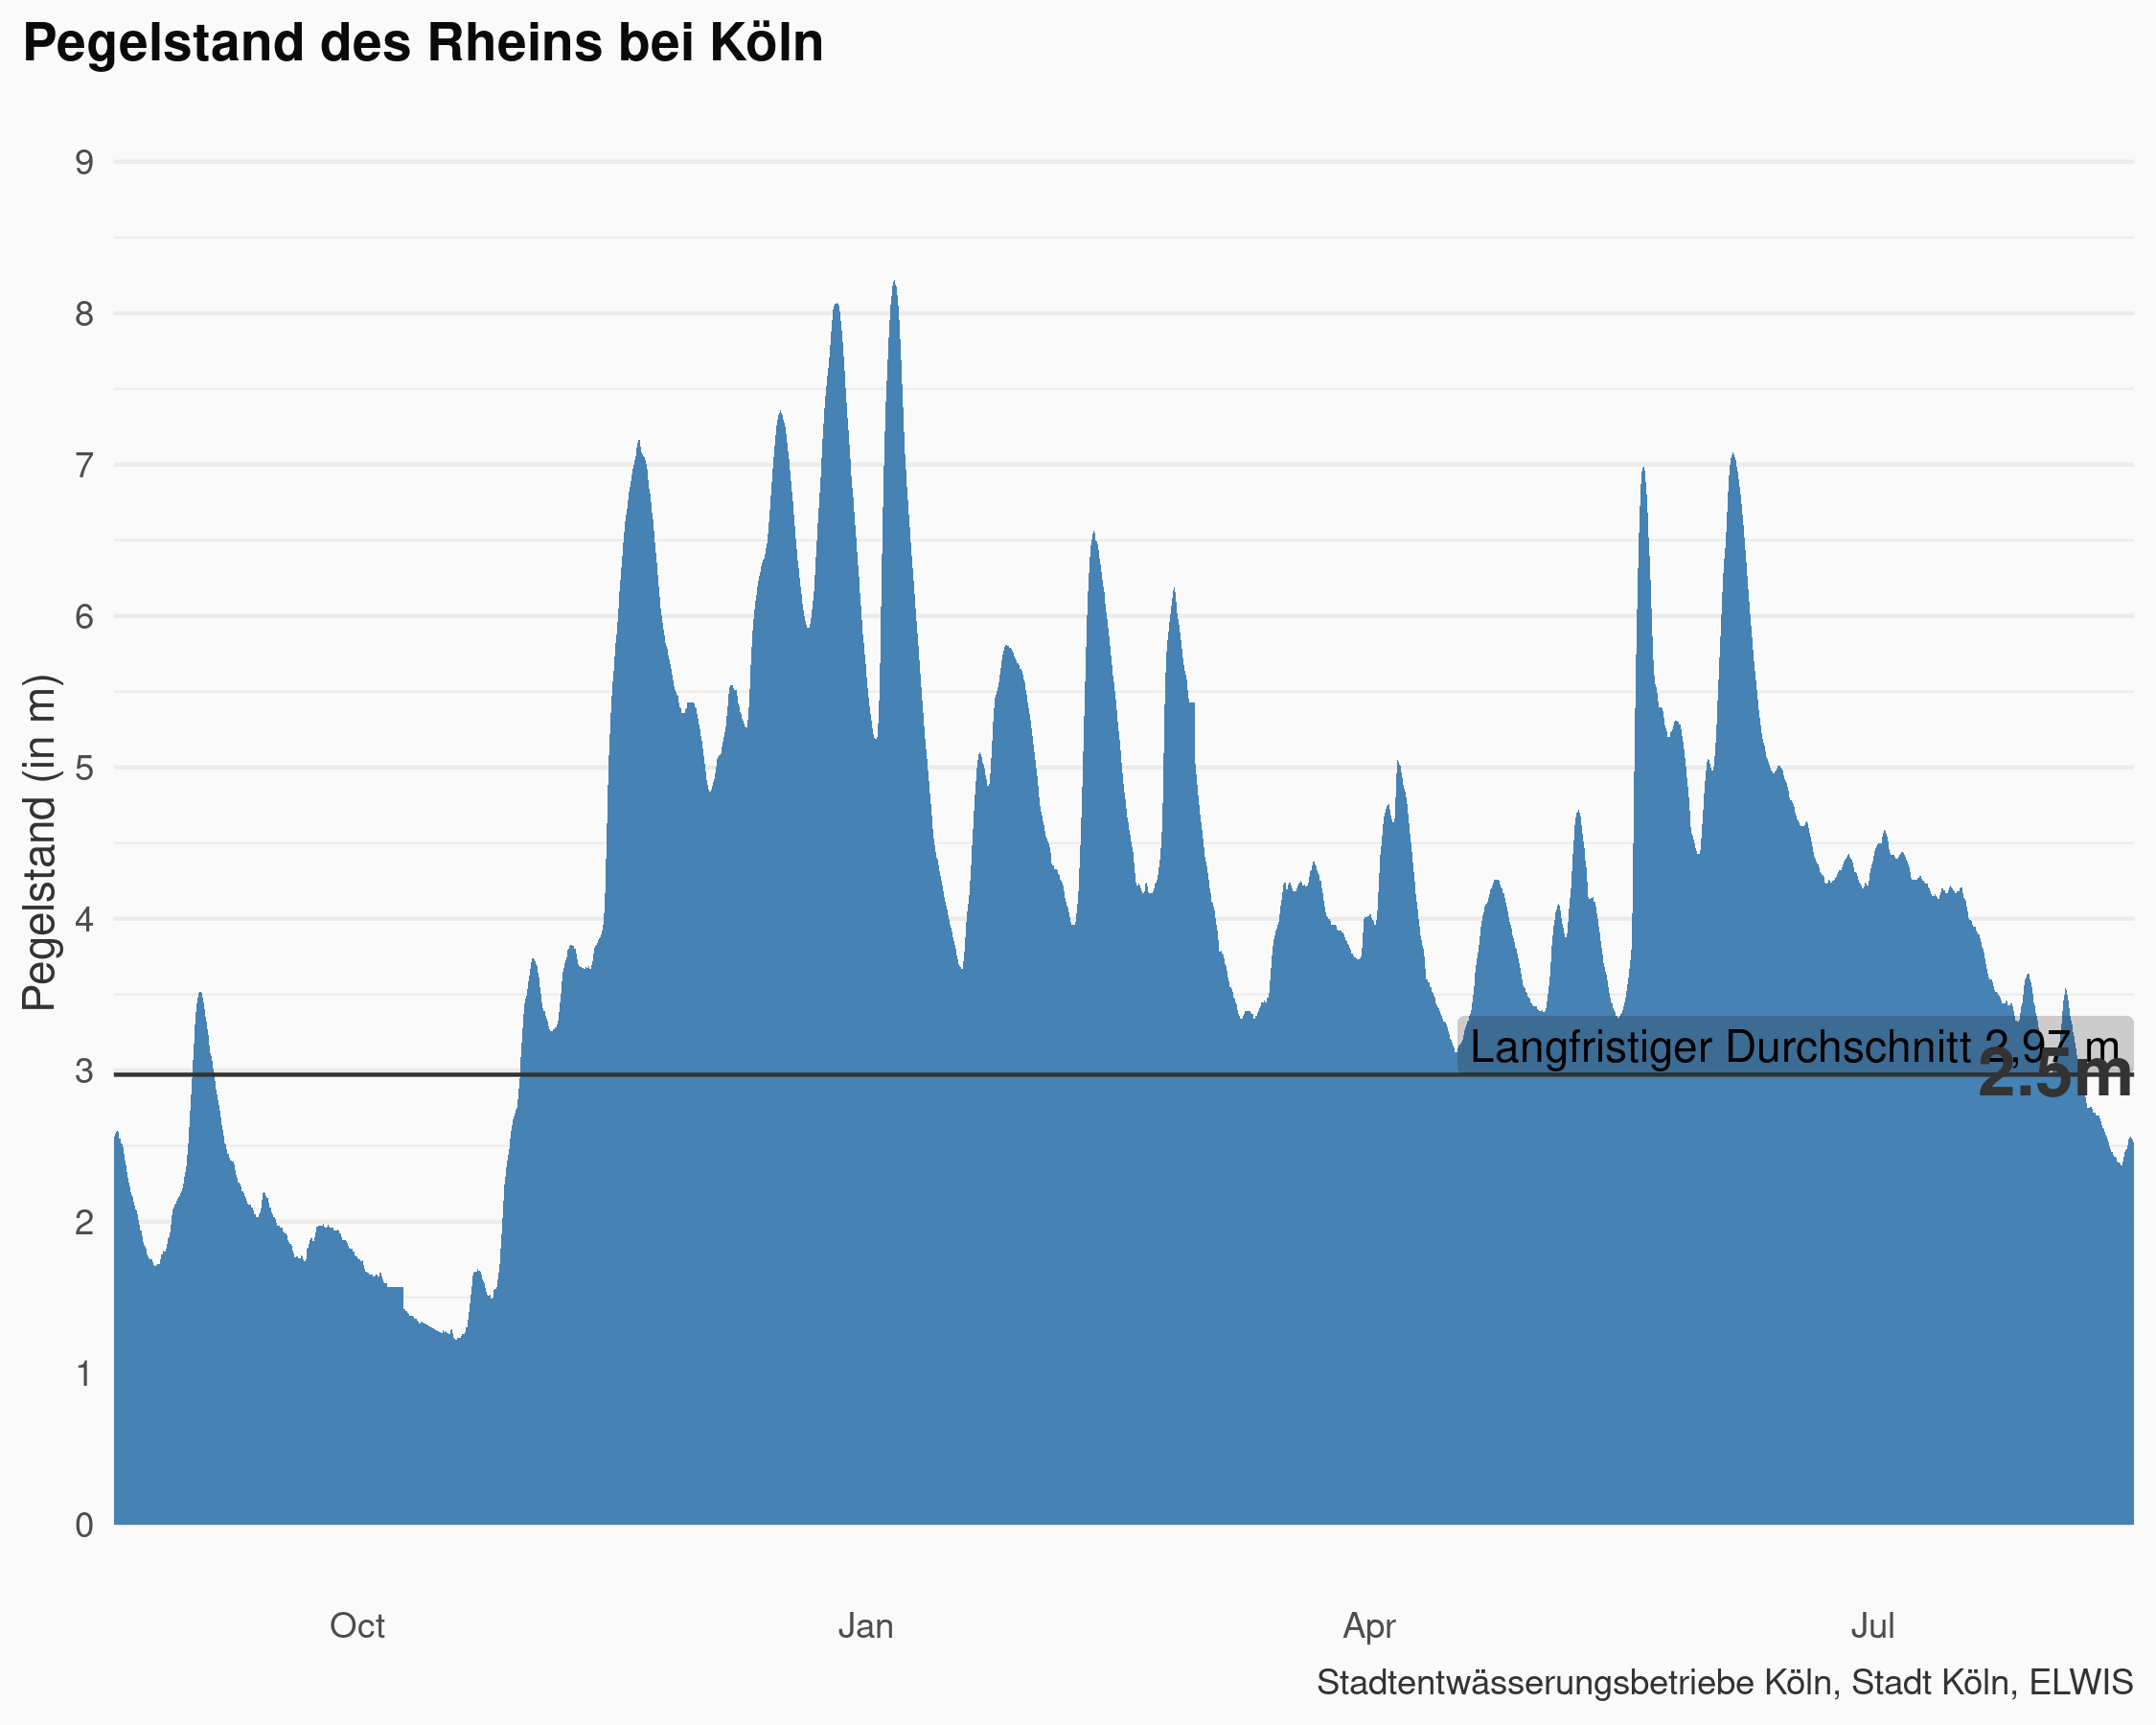 Pegelstand des Rheins bei Köln
Pegelstand (in m)
9
8
7
6
5
4
3
2
1
0
Langfristiger Durchschnitt 2,97 m
2.5m
Oct Jan Apr Jul
Stadtentwässerungsbetriebe Köln, Stadt Köln, ELWIS